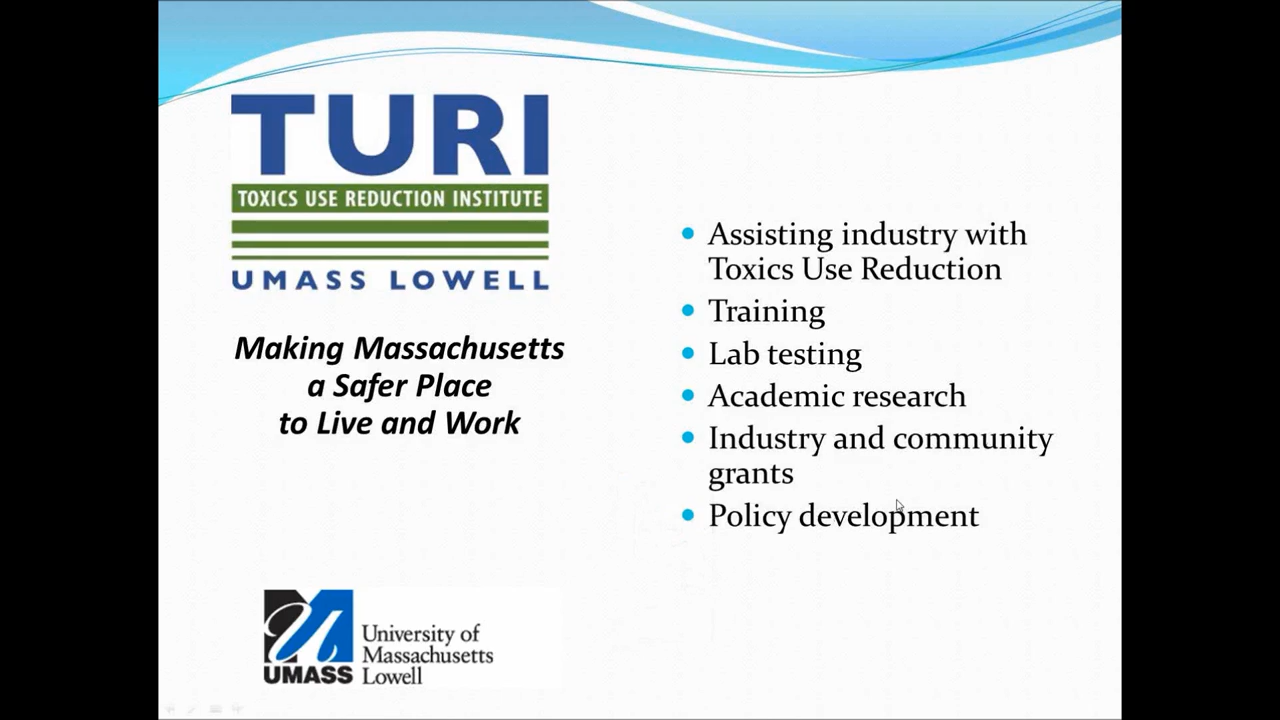 TURI
TOXICS USE REDUCTION INSTITUTE
UMASS LOWELL
Making Massachusetts
a Safer Place
to Live and Work
• Assisting industry with
Toxics Use Reduction
• Training
• Lab testing
• Academic research
• Industry and community
grants
• Policy development
UMASS
University of
Massachusetts
Lowell